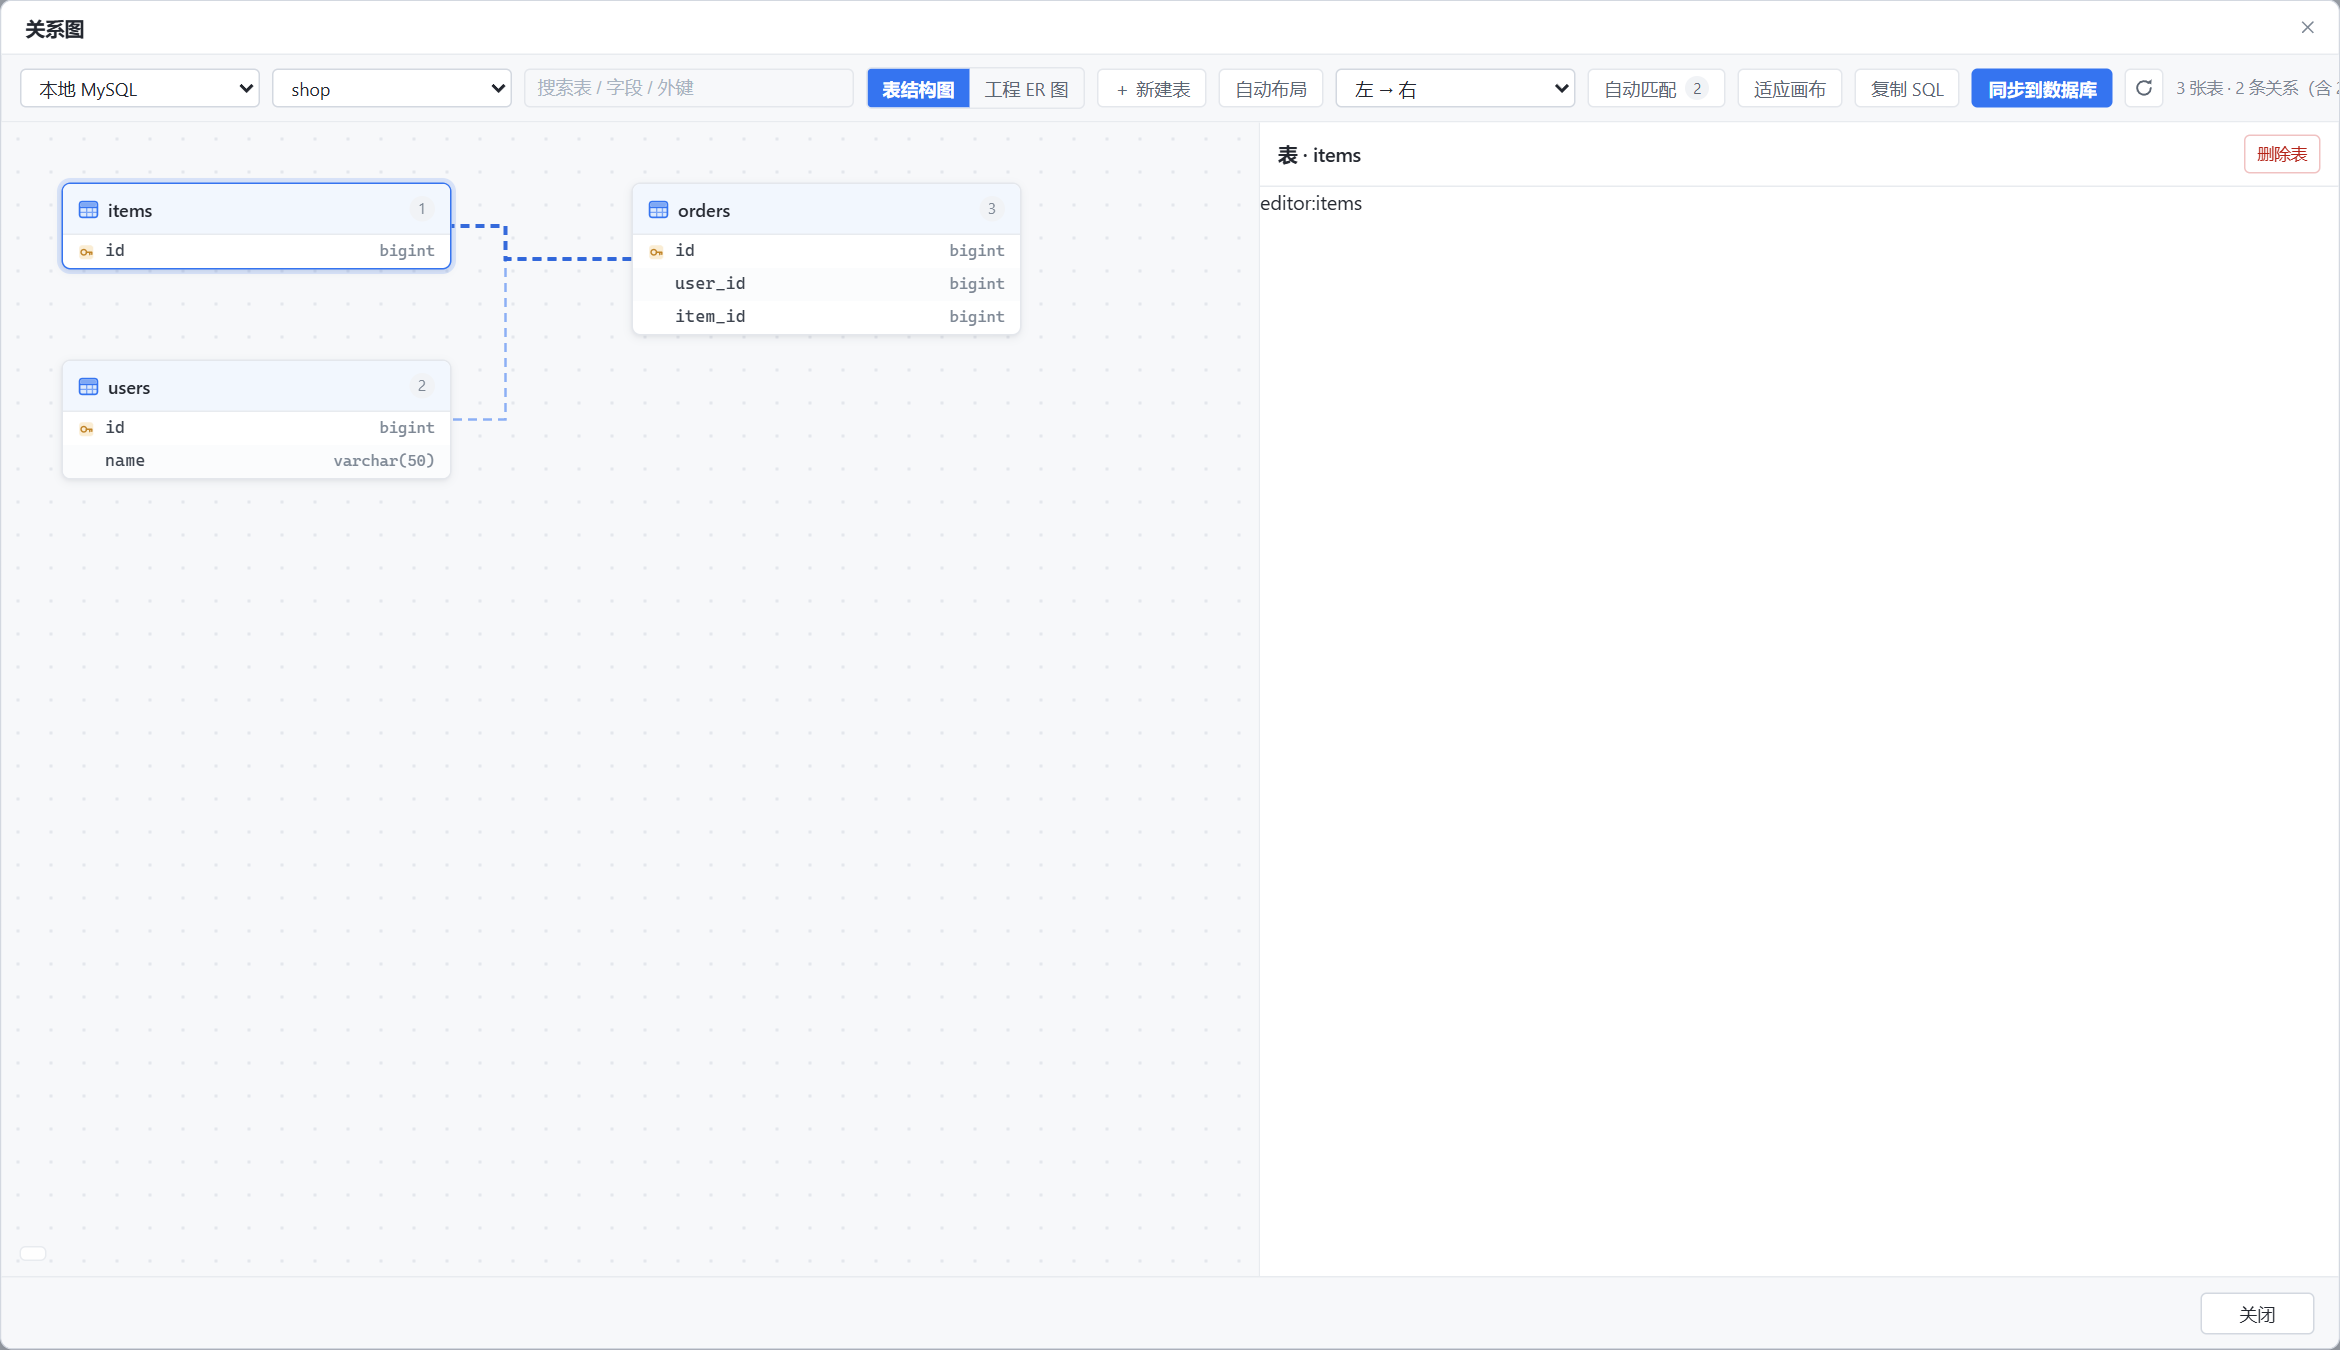 关系图
本地 MySQL shop 搜索表 / 字段 / 外键 表结构图 工程 ER 图 + 新建表 自动布局 左 → 右 自动匹配 2 适应画布 复制 SQL 同步到数据库 3 张表 · 2 条关系（含 2
items 1
id bigint
users 2
id bigint
name varchar(50)
orders 3
id bigint
user_id bigint
item_id bigint
表 · items 删除表
editor:items
关闭